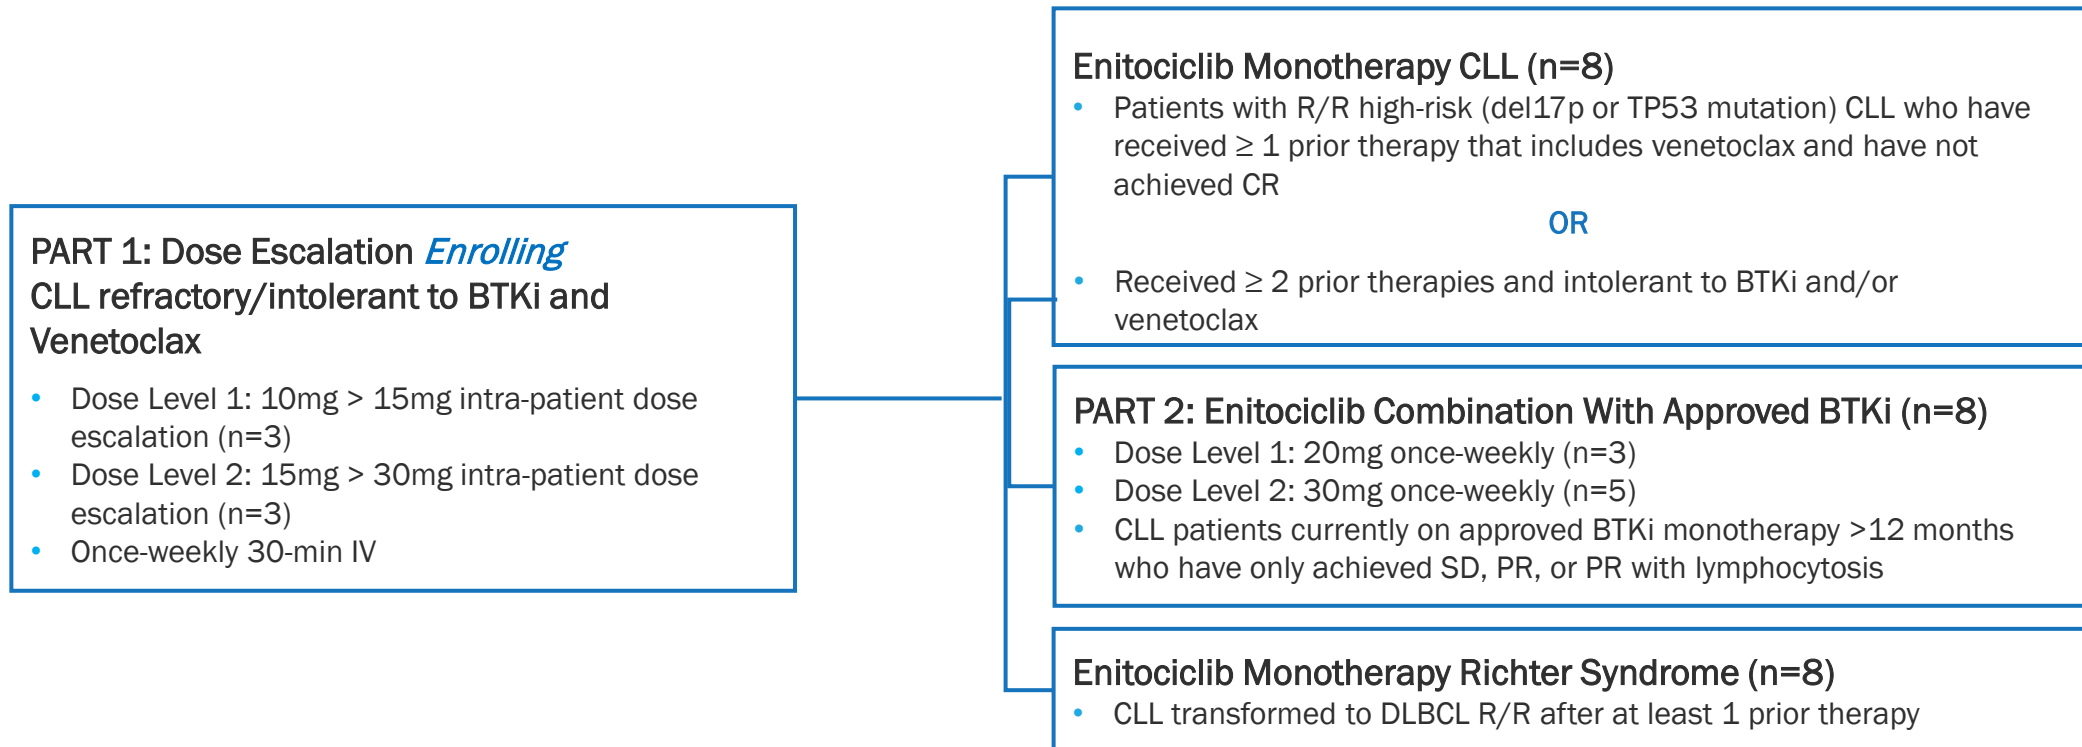 PART 1: Dose Escalation Enrolling
CLL refractory/intolerant to BTKi and
Venetoclax
• Dose Level 1: 10mg > 15mg intra-patient dose
escalation (n=3)
• Dose Level 2: 15mg > 30mg intra-patient dose
escalation (n=3)
• Once-weekly 30-min IV
Enitociclib Monotherapy CLL (n=8)
• Patients with R/R high-risk (del17p or TP53 mutation) CLL who have
received ≥ 1 prior therapy that includes venetoclax and have not
achieved CR
OR
• Received ≥ 2 prior therapies and intolerant to BTKi and/or
venetoclax
PART 2: Enitociclib Combination With Approved BTKi (n=8)
• Dose Level 1: 20mg once-weekly (n=3)
• Dose Level 2: 30mg once-weekly (n=5)
• CLL patients currently on approved BTKi monotherapy >12 months
who have only achieved SD, PR, or PR with lymphocytosis
Enitociclib Monotherapy Richter Syndrome (n=8)
• CLL transformed to DLBCL R/R after at least 1 prior therapy